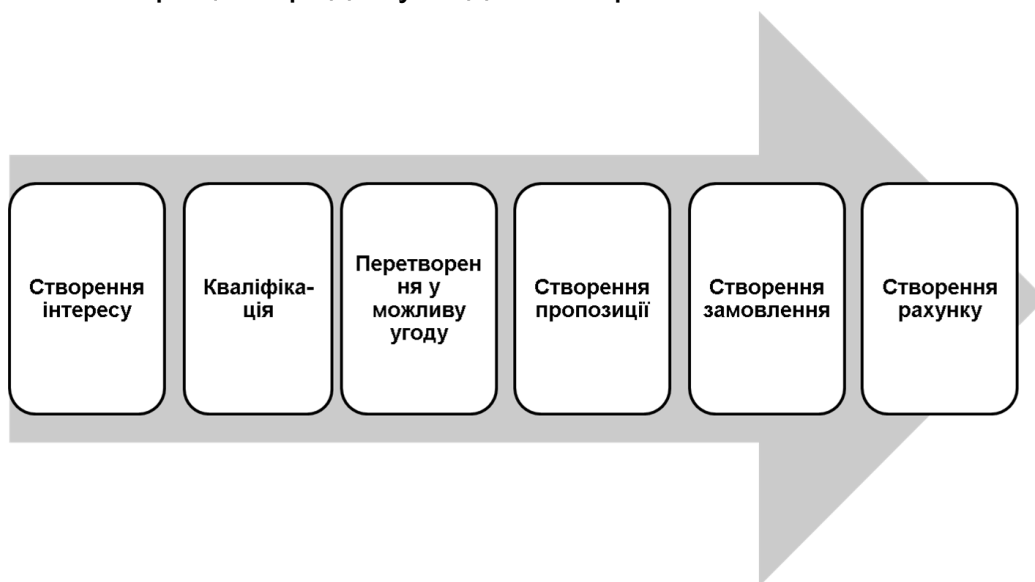 Створення
інтересу
Кваліфіка-
ція
Перетворен
ня у
можливу
угоду
Створення
пропозиції
Створення
замовлення
Створення
рахунку